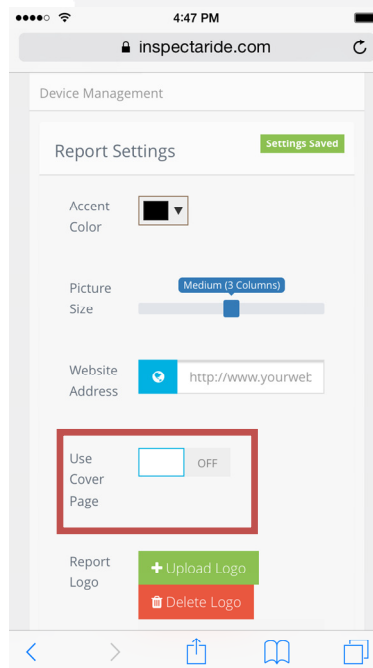 4:47 PM
inspectaride.com
Device Management
Report Settings
Settings Saved
Accent
Color
Picture
Size
Medium (3 Columns)
Website
Address
http://www.yourwet
Use
Cover
Page
OFF
Report
Logo
Upload Logo
Delete Logo